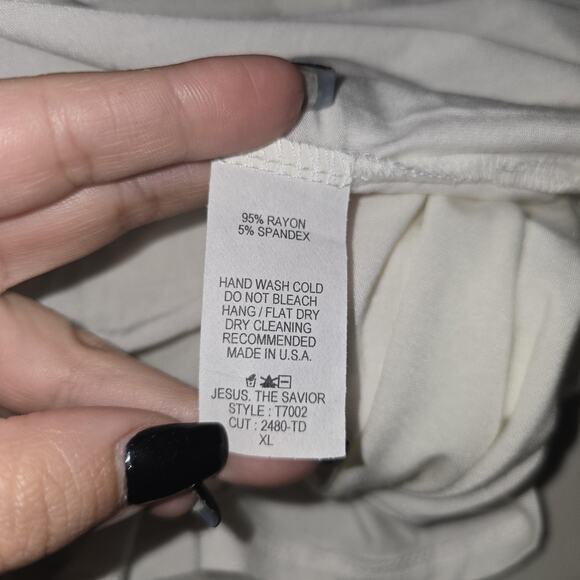 95% RAYON
5% SPANDEX
HAND WASH COLD
DO NOT BLEACH
HANG / FLAT DRY
DRY CLEANING
RECOMMENDED
MADE IN U.S.A.
JESUS. THE SAVIOR
STYLE : T7002
CUT : 2480-TD
XL